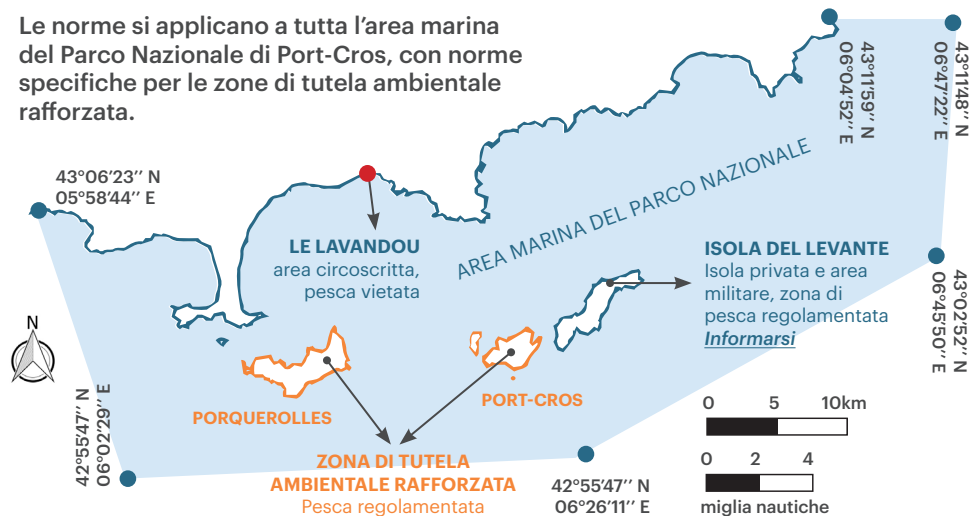 Le norme si applicano a tutta l’area marina
del Parco Nazionale di Port-Cros, con norme
specifiche per le zone di tutela ambientale
rafforzata.
43°11’59’’ N
06°04’52’’ E
43°11’48’’ N
06°47’22’’ E
43°06’23’’ N
05°58’44’’ E
AREA MARINA DEL PARCO NAZIONALE
LE LAVANDOU
area circoscritta,
pesca vietata
ISOLA DEL LEVANTE
Isola privata e area
militare, zona di
pesca regolamentata
Informarsi
43°02’52’’ N
06°45’50’’ E
N
42°55’47’’ N
06°02’29’’ E
PORQUEROLLES
PORT-CROS
0 5 10km
ZONA DI TUTELA
AMBIENTALE RAFFORZATA
Pesca regolamentata
42°55’47’’ N
06°26’11’’ E
0 2 4
miglia nautiche